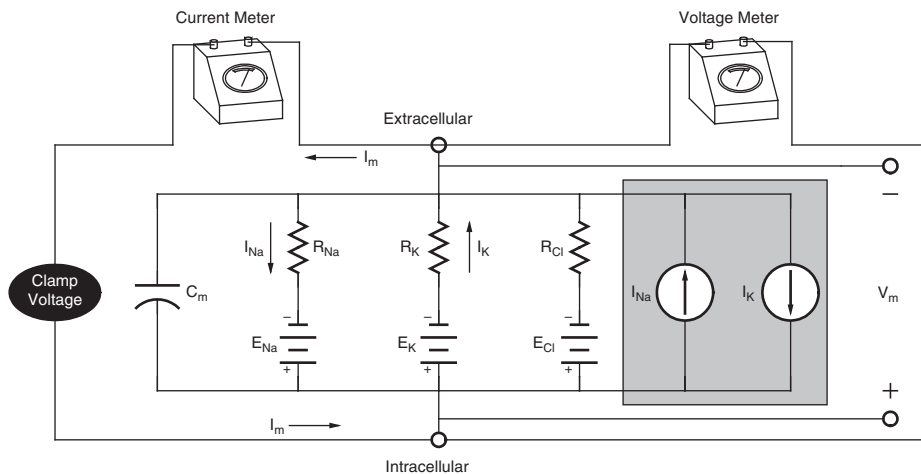 Current Meter
Voltage Meter
Extracellular
I_m
−
I_Na
R_Na
R_K
I_K
R_Cl
Clamp
Voltage
C_m
I_Na
I_K
V_m
−
−
−
E_Na
E_K
E_Cl
+
+
+
+
I_m
Intracellular